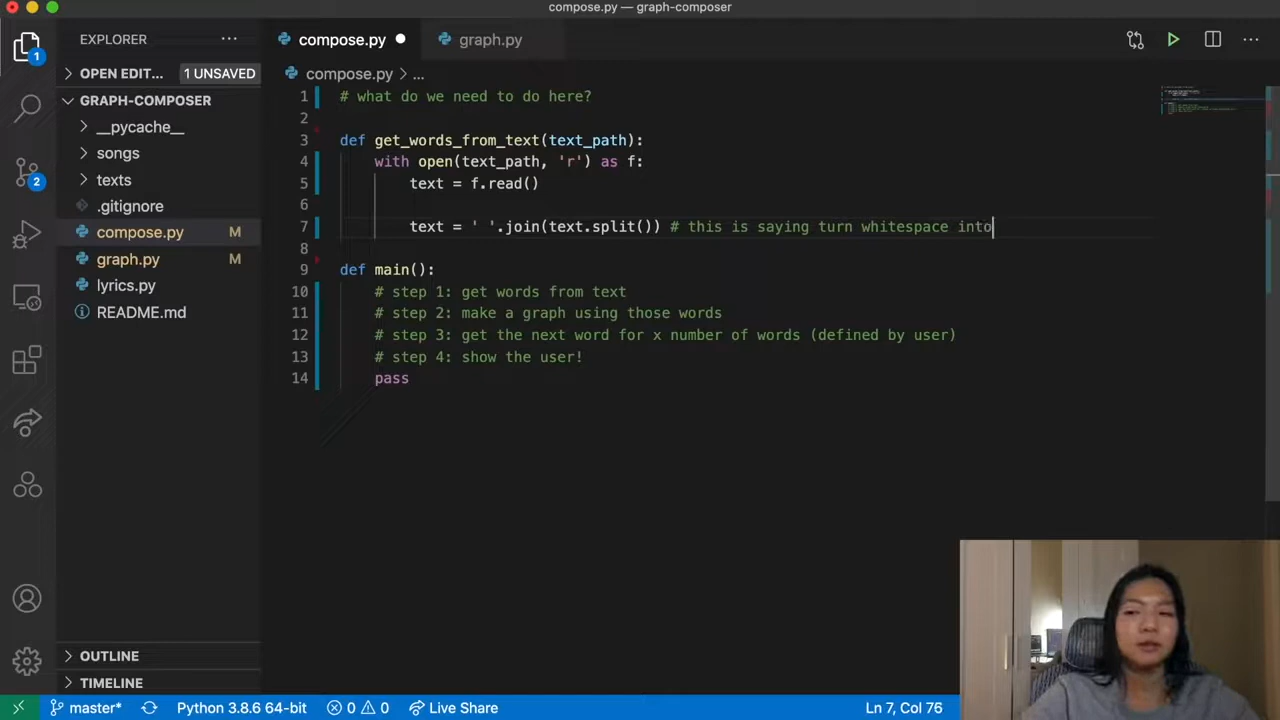 compose.py — graph-composer
EXPLORER ···
compose.py
graph.py
OPEN EDIT... 1 UNSAVED
compose.py > ...
GRAPH-COMPOSER
__pycache__
songs
texts
.gitignore
compose.py M
graph.py M
lyrics.py
README.md
1 # what do we need to do here?
2
3 def get_words_from_text(text_path):
4 with open(text_path, 'r') as f:
5 text = f.read()
6
7 text = ' '.join(text.split()) # this is saying turn whitespace into
8
9 def main():
10 # step 1: get words from text
11 # step 2: make a graph using those words
12 # step 3: get the next word for x number of words (defined by user)
13 # step 4: show the user!
14 pass
1
2
OUTLINE
TIMELINE
master* Python 3.8.6 64-bit 0 0 Live Share Ln 7, Col 76